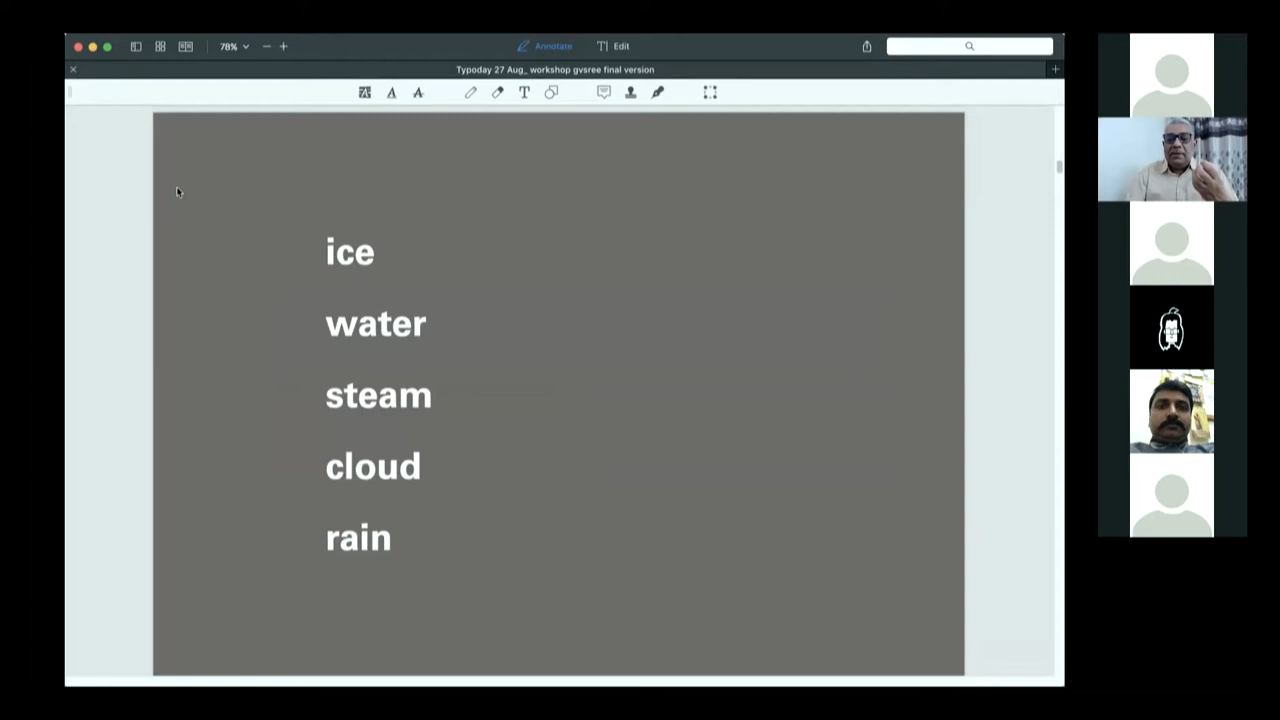 78%
Annotate
Edit
Typoday 27 Aug_ workshop gvsree final version
ice
water
steam
cloud
rain